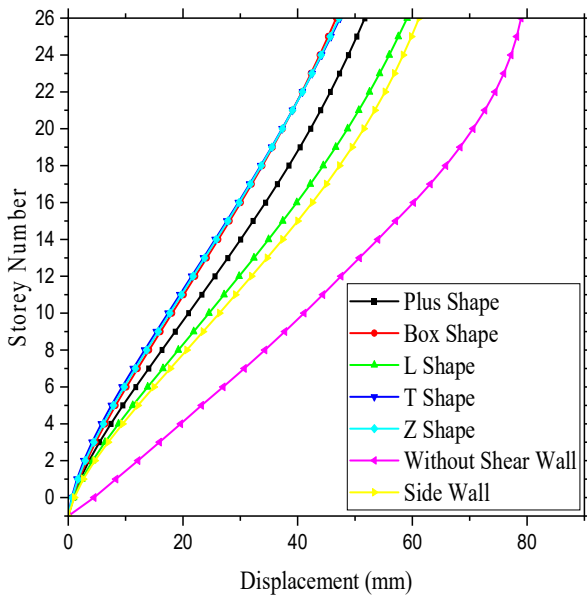 26
24
22
20
18
16
14
12
10
8
6
4
2
0
Storey Number
Plus Shape
Box Shape
L Shape
T Shape
Z Shape
Without Shear Wall
Side Wall
0 20 40 60 80
Displacement (mm)